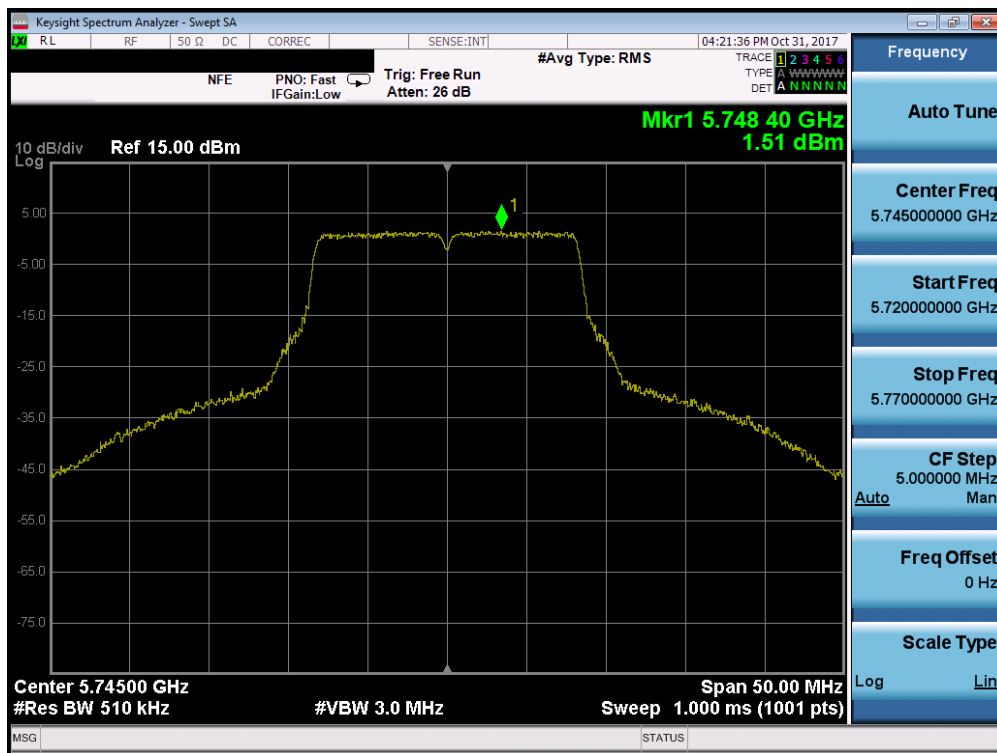 Keysight Spectrum Analyzer - Swept SA
LXI RL RF 50 Ω DC CORREC SENSE:INT 04:21:36 PM Oct 31, 2017
NFE PNO: Fast Trig: Free Run #Avg Type: RMS TRACE 1 2 3 4 5 6
IFGain:Low Atten: 26 dB TYPE A WWWWW
DET A N N N N N
Mkr1 5.748 40 GHz
10 dB/div Ref 15.00 dBm 1.51 dBm
Log
1
5.00
-5.00
-15.0
-25.0
-35.0
-45.0
-55.0
-65.0
-75.0
Center 5.74500 GHz Span 50.00 MHz
#Res BW 510 kHz #VBW 3.0 MHz Sweep 1.000 ms (1001 pts)
MSG STATUS
Frequency
Auto Tune
Center Freq
5.745000000 GHz
Start Freq
5.720000000 GHz
Stop Freq
5.770000000 GHz
CF Step
5.000000 MHz
Auto Man
Freq Offset
0 Hz
Scale Type
Log Lin